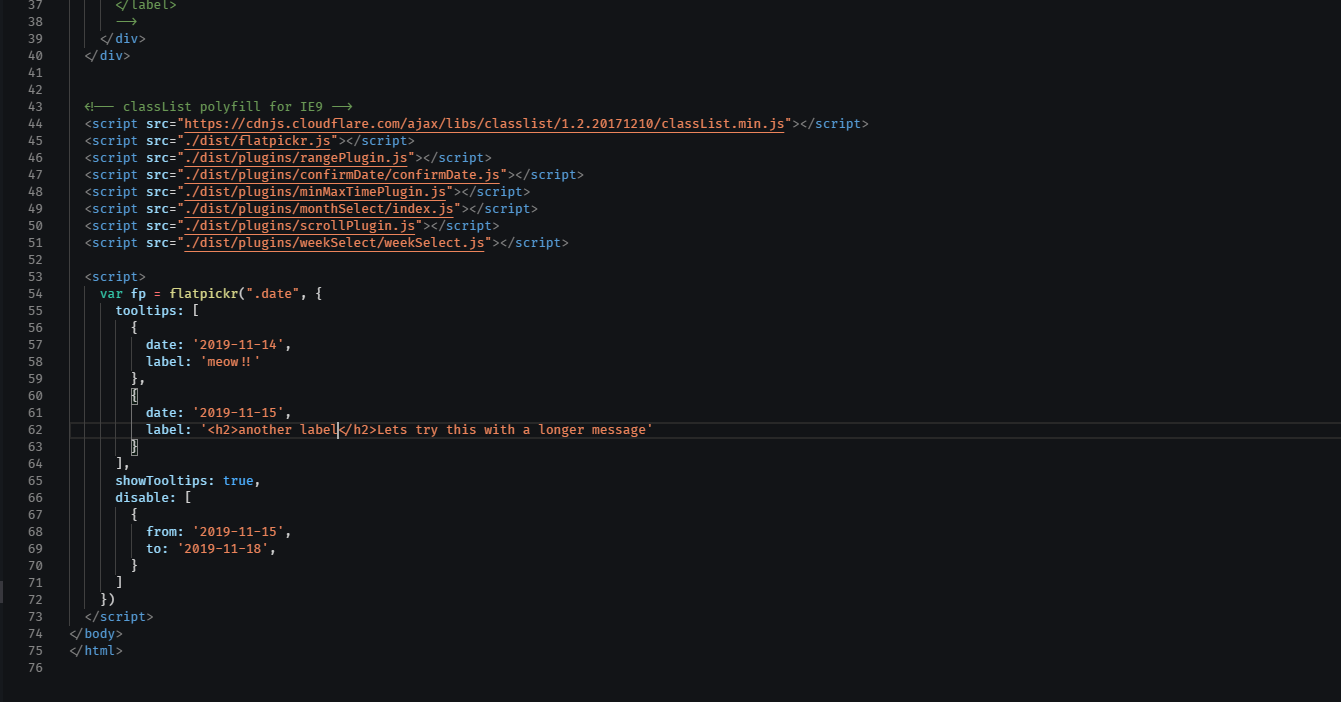 37 </label>
38 -->
39 </div>
40 </div>
41
42
43 <!-- classList polyfill for IE9 -->
44 <script src="https://cdnjs.cloudflare.com/ajax/libs/classlist/1.2.20171210/classList.min.js"></script>
45 <script src="./dist/flatpickr.js"></script>
46 <script src="./dist/plugins/rangePlugin.js"></script>
47 <script src="./dist/plugins/confirmDate/confirmDate.js"></script>
48 <script src="./dist/plugins/minMaxTimePlugin.js"></script>
49 <script src="./dist/plugins/monthSelect/index.js"></script>
50 <script src="./dist/plugins/scrollPlugin.js"></script>
51 <script src="./dist/plugins/weekSelect/weekSelect.js"></script>
52
53 <script>
54 var fp = flatpickr(".date", {
55 tooltips: [
56 {
57 date: '2019-11-14',
58 label: 'meow!!'
59 },
60 {
61 date: '2019-11-15',
62 label: '<h2>another label</h2>Lets try this with a longer message'
63 }
64 ],
65 showTooltips: true,
66 disable: [
67 {
68 from: '2019-11-15',
69 to: '2019-11-18',
70 }
71 ]
72 })
73 </script>
74 </body>
75 </html>
76